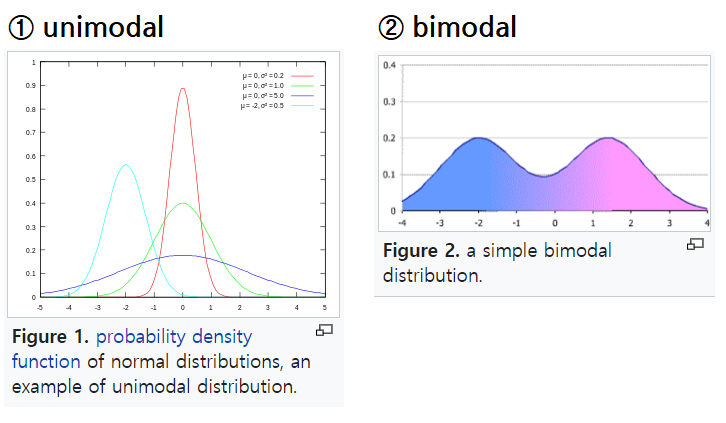 ① unimodal
1
0.9
0.8
0.7
0.6
0.5
0.4
0.3
0.2
0.1
0
-5 -4 -3 -2 -1 0 1 2 3 4 5
μ = 0, σ² = 0.2
μ = 0, σ² = 1.0
μ = 0, σ² = 5.0
μ = -2, σ² = 0.5
Figure 1. probability density
function of normal distributions, an
example of unimodal distribution.
② bimodal
0.4
0.3
0.2
0.1
0
-4 -3 -2 -1 0 1 2 3 4
Figure 2. a simple bimodal
distribution.